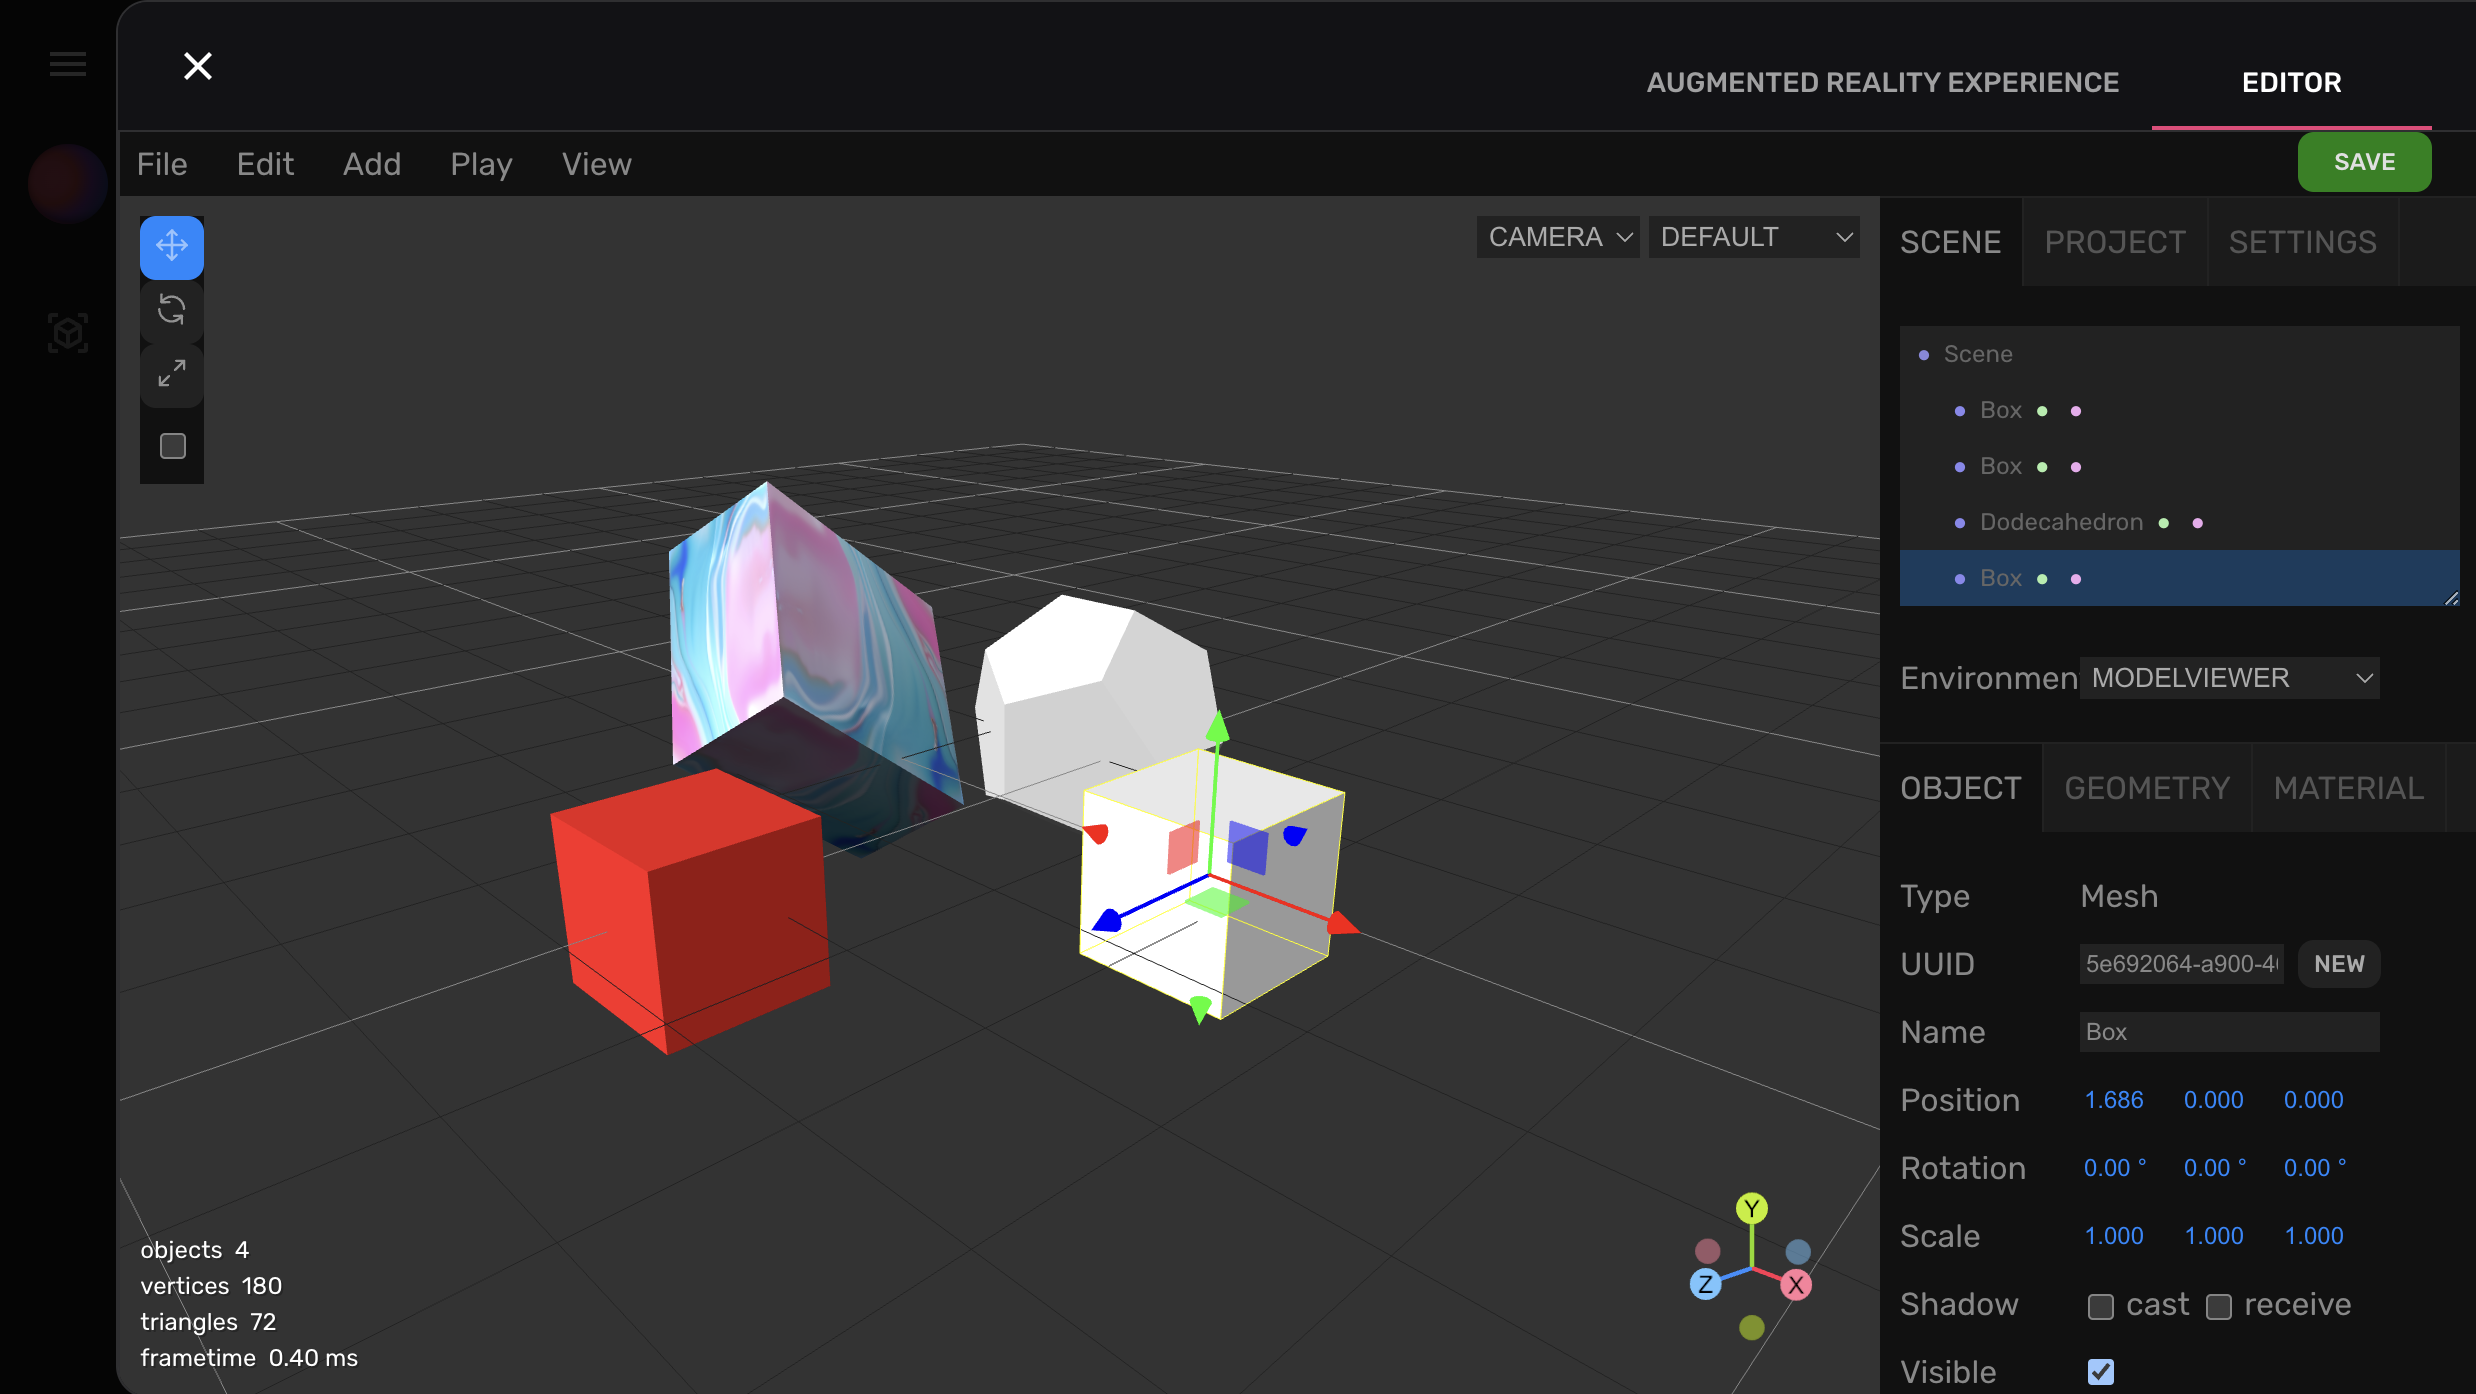 AUGMENTED REALITY EXPERIENCE EDITOR
File Edit Add Play View SAVE
CAMERA DEFAULT
SCENE PROJECT SETTINGS
Scene
Box
Box
Dodecahedron
Box
Environmen MODELVIEWER
OBJECT GEOMETRY MATERIAL
Type Mesh
UUID 5e692064-a900-4 NEW
Name Box
Position 1.686 0.000 0.000
Rotation 0.00 ° 0.00 ° 0.00 °
Scale 1.000 1.000 1.000
Shadow cast receive
Visible
objects 4
vertices 180
triangles 72
frametime 0.40 ms
Y
Z X